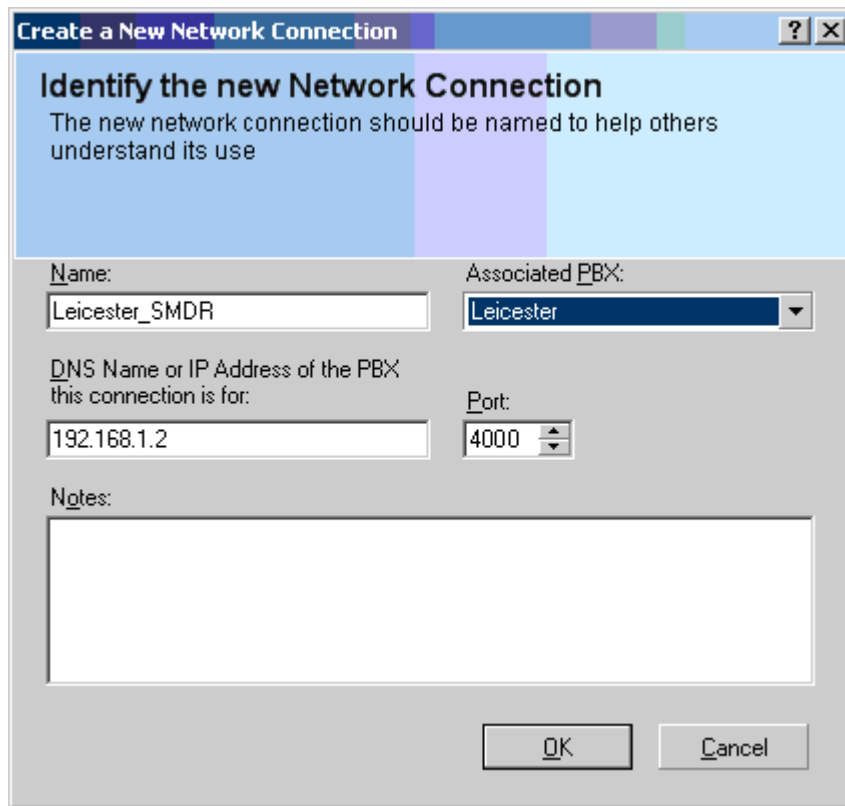 Create a New Network Connection
Identify the new Network Connection
The new network connection should be named to help others
understand its use
Name:
Associated PBX:
Leicester_SMDR
Leicester
DNS Name or IP Address of the PBX
this connection is for:
Port:
192.168.1.2
4000
Notes:
OK
Cancel